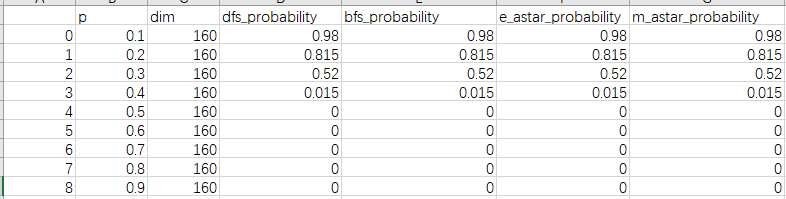 p dim dfs_probability bfs_probability e_astar_probability m_astar_probability
0 0.1 160 0.98 0.98 0.98 0.98
1 0.2 160 0.815 0.815 0.815 0.815
2 0.3 160 0.52 0.52 0.52 0.52
3 0.4 160 0.015 0.015 0.015 0.015
4 0.5 160 0 0 0 0
5 0.6 160 0 0 0 0
6 0.7 160 0 0 0 0
7 0.8 160 0 0 0 0
8 0.9 160 0 0 0 0